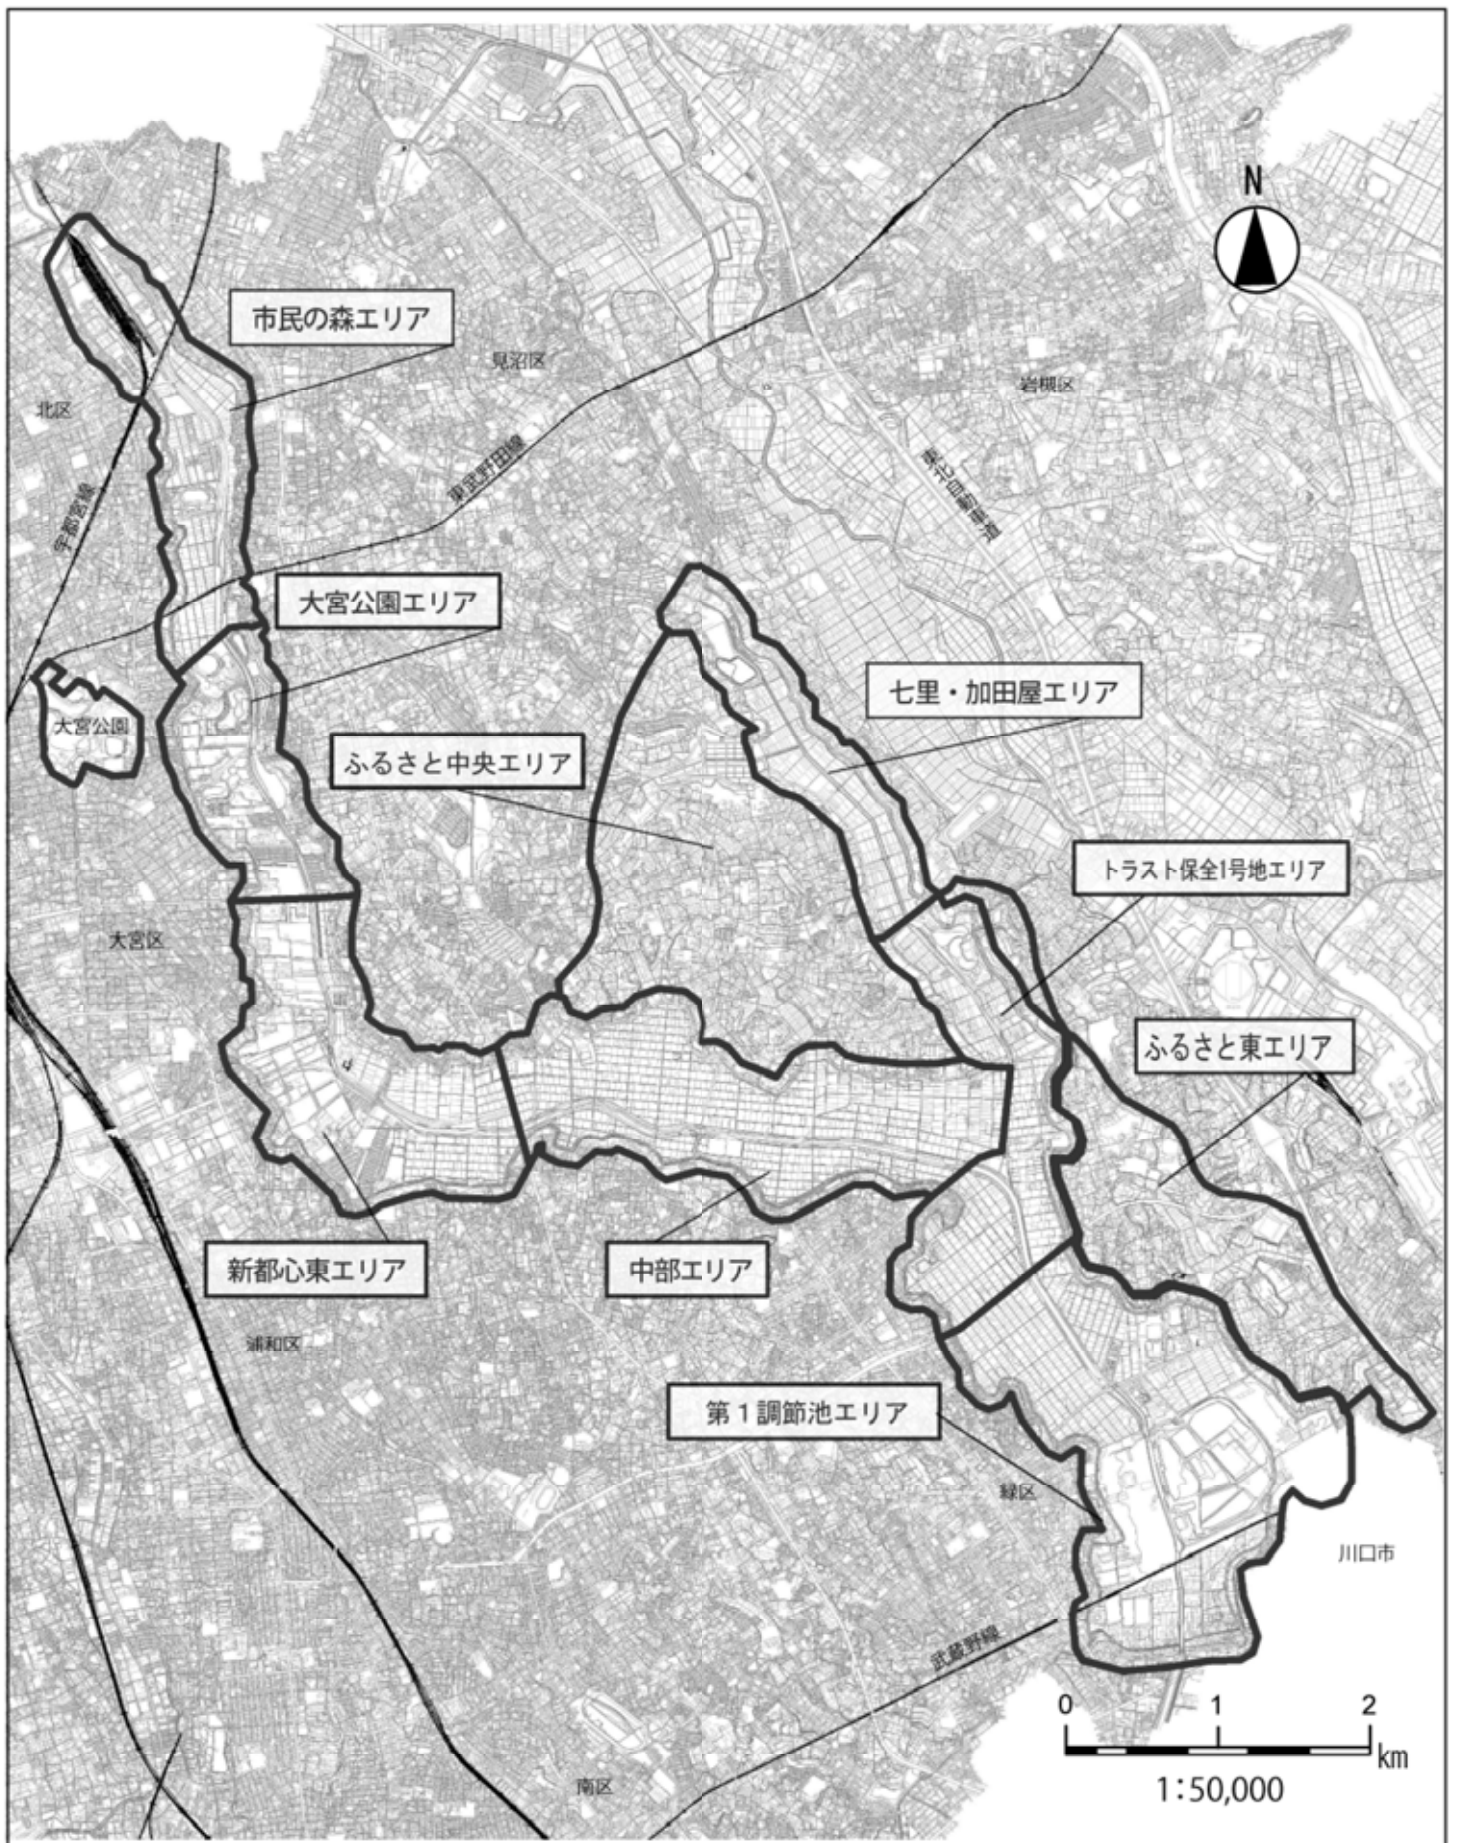 N
市民の森エリア
見沼区
岩槻区
北区
東武野田線
東北自動車道
宇都宮線
大宮公園エリア
七里・加田屋エリア
大宮公園
ふるさと中央エリア
トラスト保全1号地エリア
大宮区
ふるさと東エリア
新都心東エリア
中部エリア
浦和区
第1調節池エリア
緑区
川口市
武蔵野線
0 1 2
km
南区
1:50,000